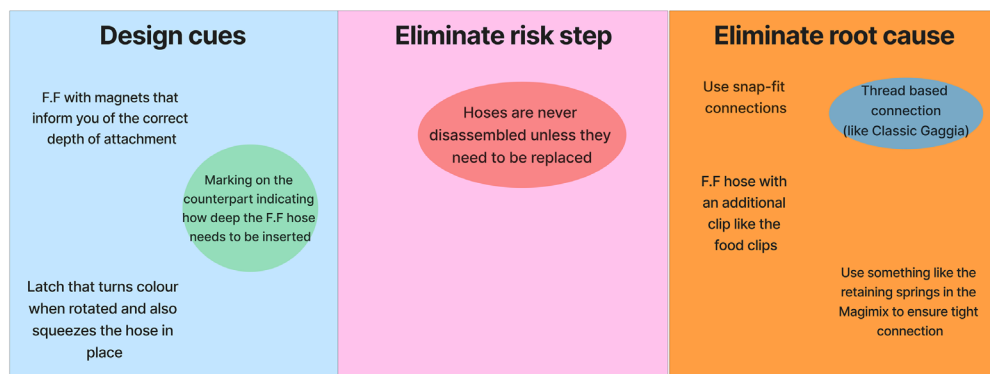 Design cues
F.F with magnets that
inform you of the correct
depth of attachment
Marking on the
counterpart indicating
how deep the F.F hose
needs to be inserted
Latch that turns colour
when rotated and also
squeezes the hose in
place
Eliminate risk step
Hoses are never
disassembled unless they
need to be replaced
Eliminate root cause
Use snap-fit
connections
Thread based
connection
(like Classic Gaggia)
F.F hose with
an additional
clip like the
food clips
Use something like the
retaining springs in the
Magimix to ensure tight
connection